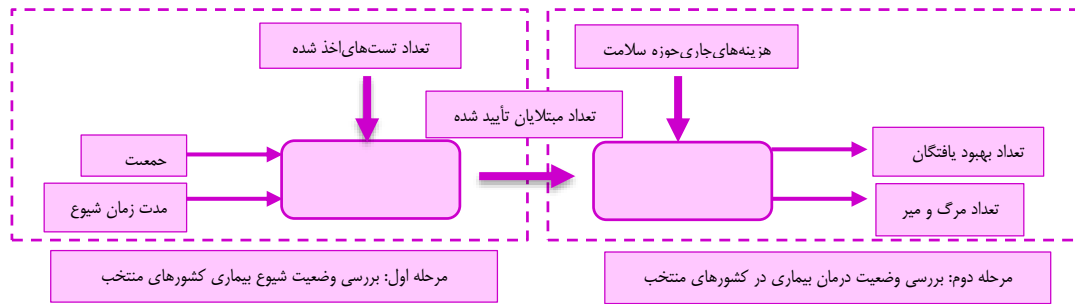 تعداد تست‌های‌اخذ شده
هزینه‌های‌جاری‌حوزه سلامت
تعداد مبتلایان تأیید شده
جمعیت
مدت زمان شیوع
تعداد بهبود یافتگان
تعداد مرگ و میر
مرحله اول: بررسی وضعیت شیوع بیماری کشورهای منتخب
مرحله دوم: بررسی وضعیت درمان بیماری در کشورهای منتخب